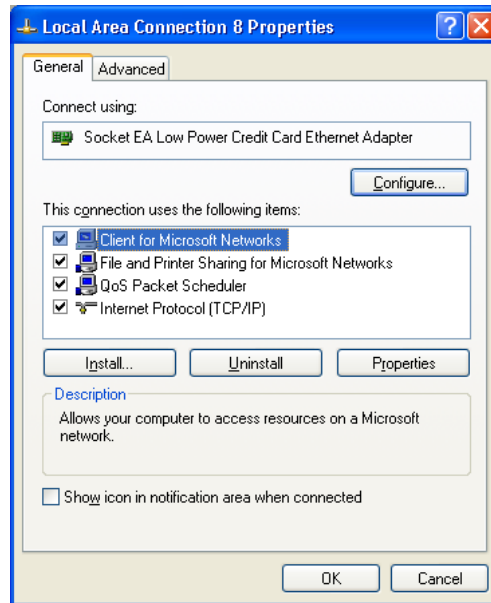 Local Area Connection 8 Properties
General Advanced
Connect using:
Socket EA Low Power Credit Card Ethernet Adapter
Configure...
This connection uses the following items:
Client for Microsoft Networks
File and Printer Sharing for Microsoft Networks
QoS Packet Scheduler
Internet Protocol (TCP/IP)
Install... Uninstall Properties
Description
Allows your computer to access resources on a Microsoft
network.
Show icon in notification area when connected
OK Cancel